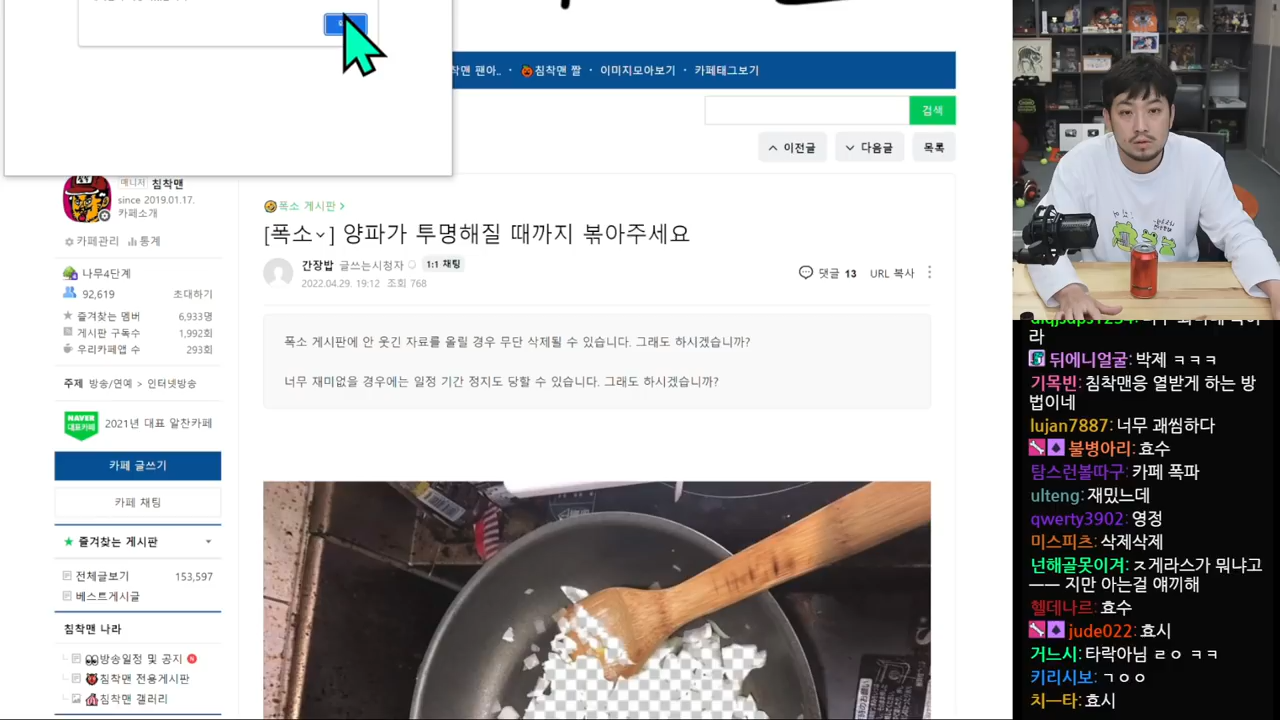 착맨 팬아.. · 🎃침착맨 짤 · 이미지모아보기 · 카페태그보기
검색
이전글
다음글
목록
매니저 침착맨
since 2019.01.17.
카페소개
카페관리 통계
나무4단계
92,619 초대하기
즐겨찾는 멤버 6,933명
게시판 구독수 1,992회
우리카페앱 수 293회
주제 방송/연예 > 인터넷방송
NAVER
대표카페
2021년 대표 알찬카페
카페 글쓰기
카페 채팅
★ 즐겨찾는 게시판
전체글보기 153,597
베스트게시글
침착맨 나라
👀방송일정 및 공지
침착맨 전용게시판
침착맨 갤러리
🤣폭소 게시판 >
[폭소] 양파가 투명해질 때까지 볶아주세요
간장밥 글쓰는시청자 1:1 채팅
2022.04.29. 19:12 조회 768
댓글 13 URL 복사
폭소 게시판에 안 웃긴 자료를 올릴 경우 무단 삭제될 수 있습니다. 그래도 하시겠습니까?
너무 재미없을 경우에는 일정 기간 정지도 당할 수 있습니다. 그래도 하시겠습니까?
라
뒤에니얼굴: 박제 ㅋㅋㅋ
기목빈: 침착맨응 열받게 하는 방
법이네
lujan7887: 너무 괘씸하다
불병아리: 효수
탐스런볼따구: 카페 폭파
ulteng: 재밌느데
qwerty3902: 영정
미스피츠: 삭제삭제
넌해골못이겨: ㅈ게라스가 뭐냐고
ㅡㅡ 지만 아는걸 얘끼해
헬데나르: 효수
jude022: 효시
거느시: 타락아님 ㄹㅇ ㅋㅋ
키리시보: ㄱㅇㅇ
치—타: 효시